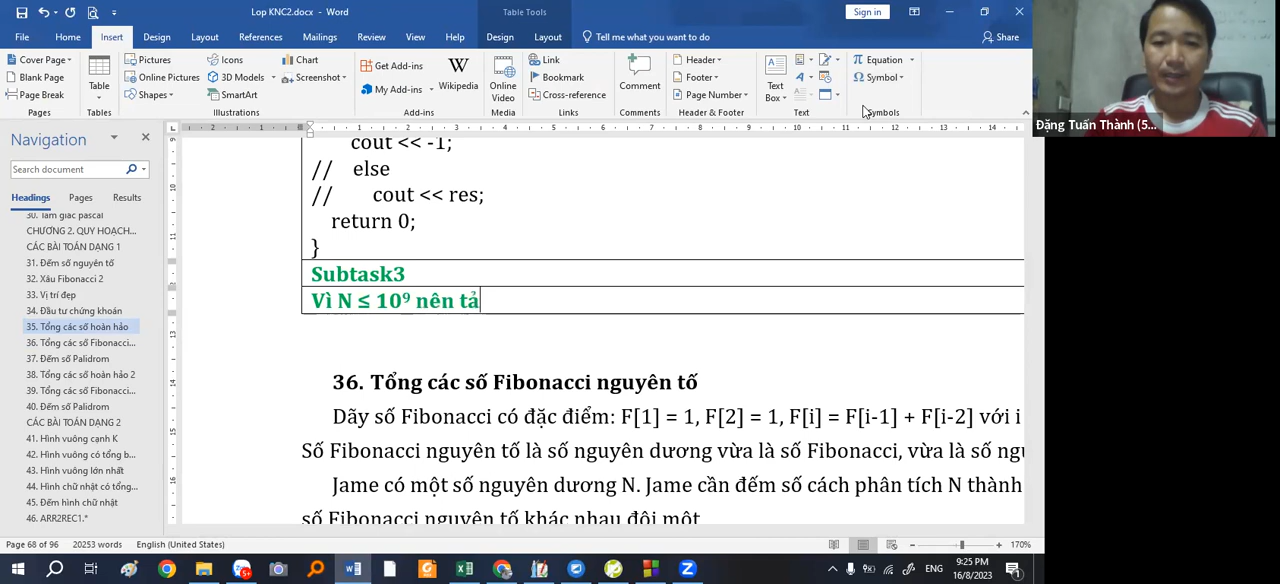 Lop KNC2.docx - Word
Table Tools
Sign in
File Home Insert Design Layout References Mailings Review View Help Design Layout Tell me what you want to do Share
Cover Page
Blank Page
Page Break
Pages
Table
Tables
Pictures
Online Pictures
Shapes
Icons
3D Models
SmartArt
Chart
Screenshot
Illustrations
Get Add-ins
My Add-ins
Wikipedia
Add-ins
Online Video
Media
Link
Bookmark
Cross-reference
Links
Comment
Comments
Header
Footer
Page Number
Header & Footer
Text Box
Text
Equation
Symbol
Symbols
Đặng Tuấn Thành (5...
Navigation
Search document
Headings Pages Results
30. Tam giác pascal
CHƯƠNG 2. QUY HOẠCH...
CÁC BÀI TOÁN DẠNG 1
31. Đếm số nguyên tố
32. Xâu Fibonacci 2
33. Vị trí đẹp
34. Đầu tư chứng khoán
35. Tổng các số hoàn hảo
36. Tổng các số Fibonacci...
37. Đếm số Palidrom
38. Tổng các số hoàn hảo 2
39. Tổng các số Fibonacci...
40. Đếm số Palidrom
CÁC BÀI TOÁN DẠNG 2
41. Hình vuông cạnh K
42. Hình vuông có tổng b...
43. Hình vuông lớn nhất
44. Hình chữ nhật có tổng...
45. Đếm hình chữ nhật
46. ARR2REC1.*
cout << -1;
// else
// cout << res;
return 0;
}
Subtask3
Vì N ≤ 10⁹ nên tả
36. Tổng các số Fibonacci nguyên tố
Dãy số Fibonacci có đặc điểm: F[1] = 1, F[2] = 1, F[i] = F[i-1] + F[i-2] với i
Số Fibonacci nguyên tố là số nguyên dương vừa là số Fibonacci, vừa là số
Jame có một số nguyên dương N. Jame cần đếm số cách phân tích N thành
số Fibonacci nguyên tố khác nhau đôi một
Page 68 of 96 20253 words English (United States) 170%
ENG
9:25 PM
16/8/2023